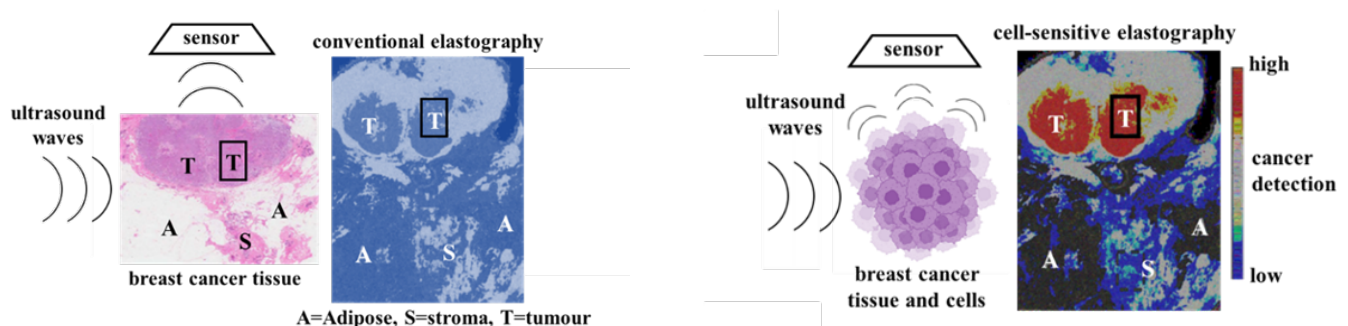 sensor
conventional elastography
ultrasound
waves
T
T
A
A
S
breast cancer tissue
T
T
A
A
S
A=Adipose, S=stroma, T=tumour
sensor
cell-sensitive elastography
ultrasound
waves
breast cancer
tissue and cells
T
T
A
A
S
high
cancer
detection
low